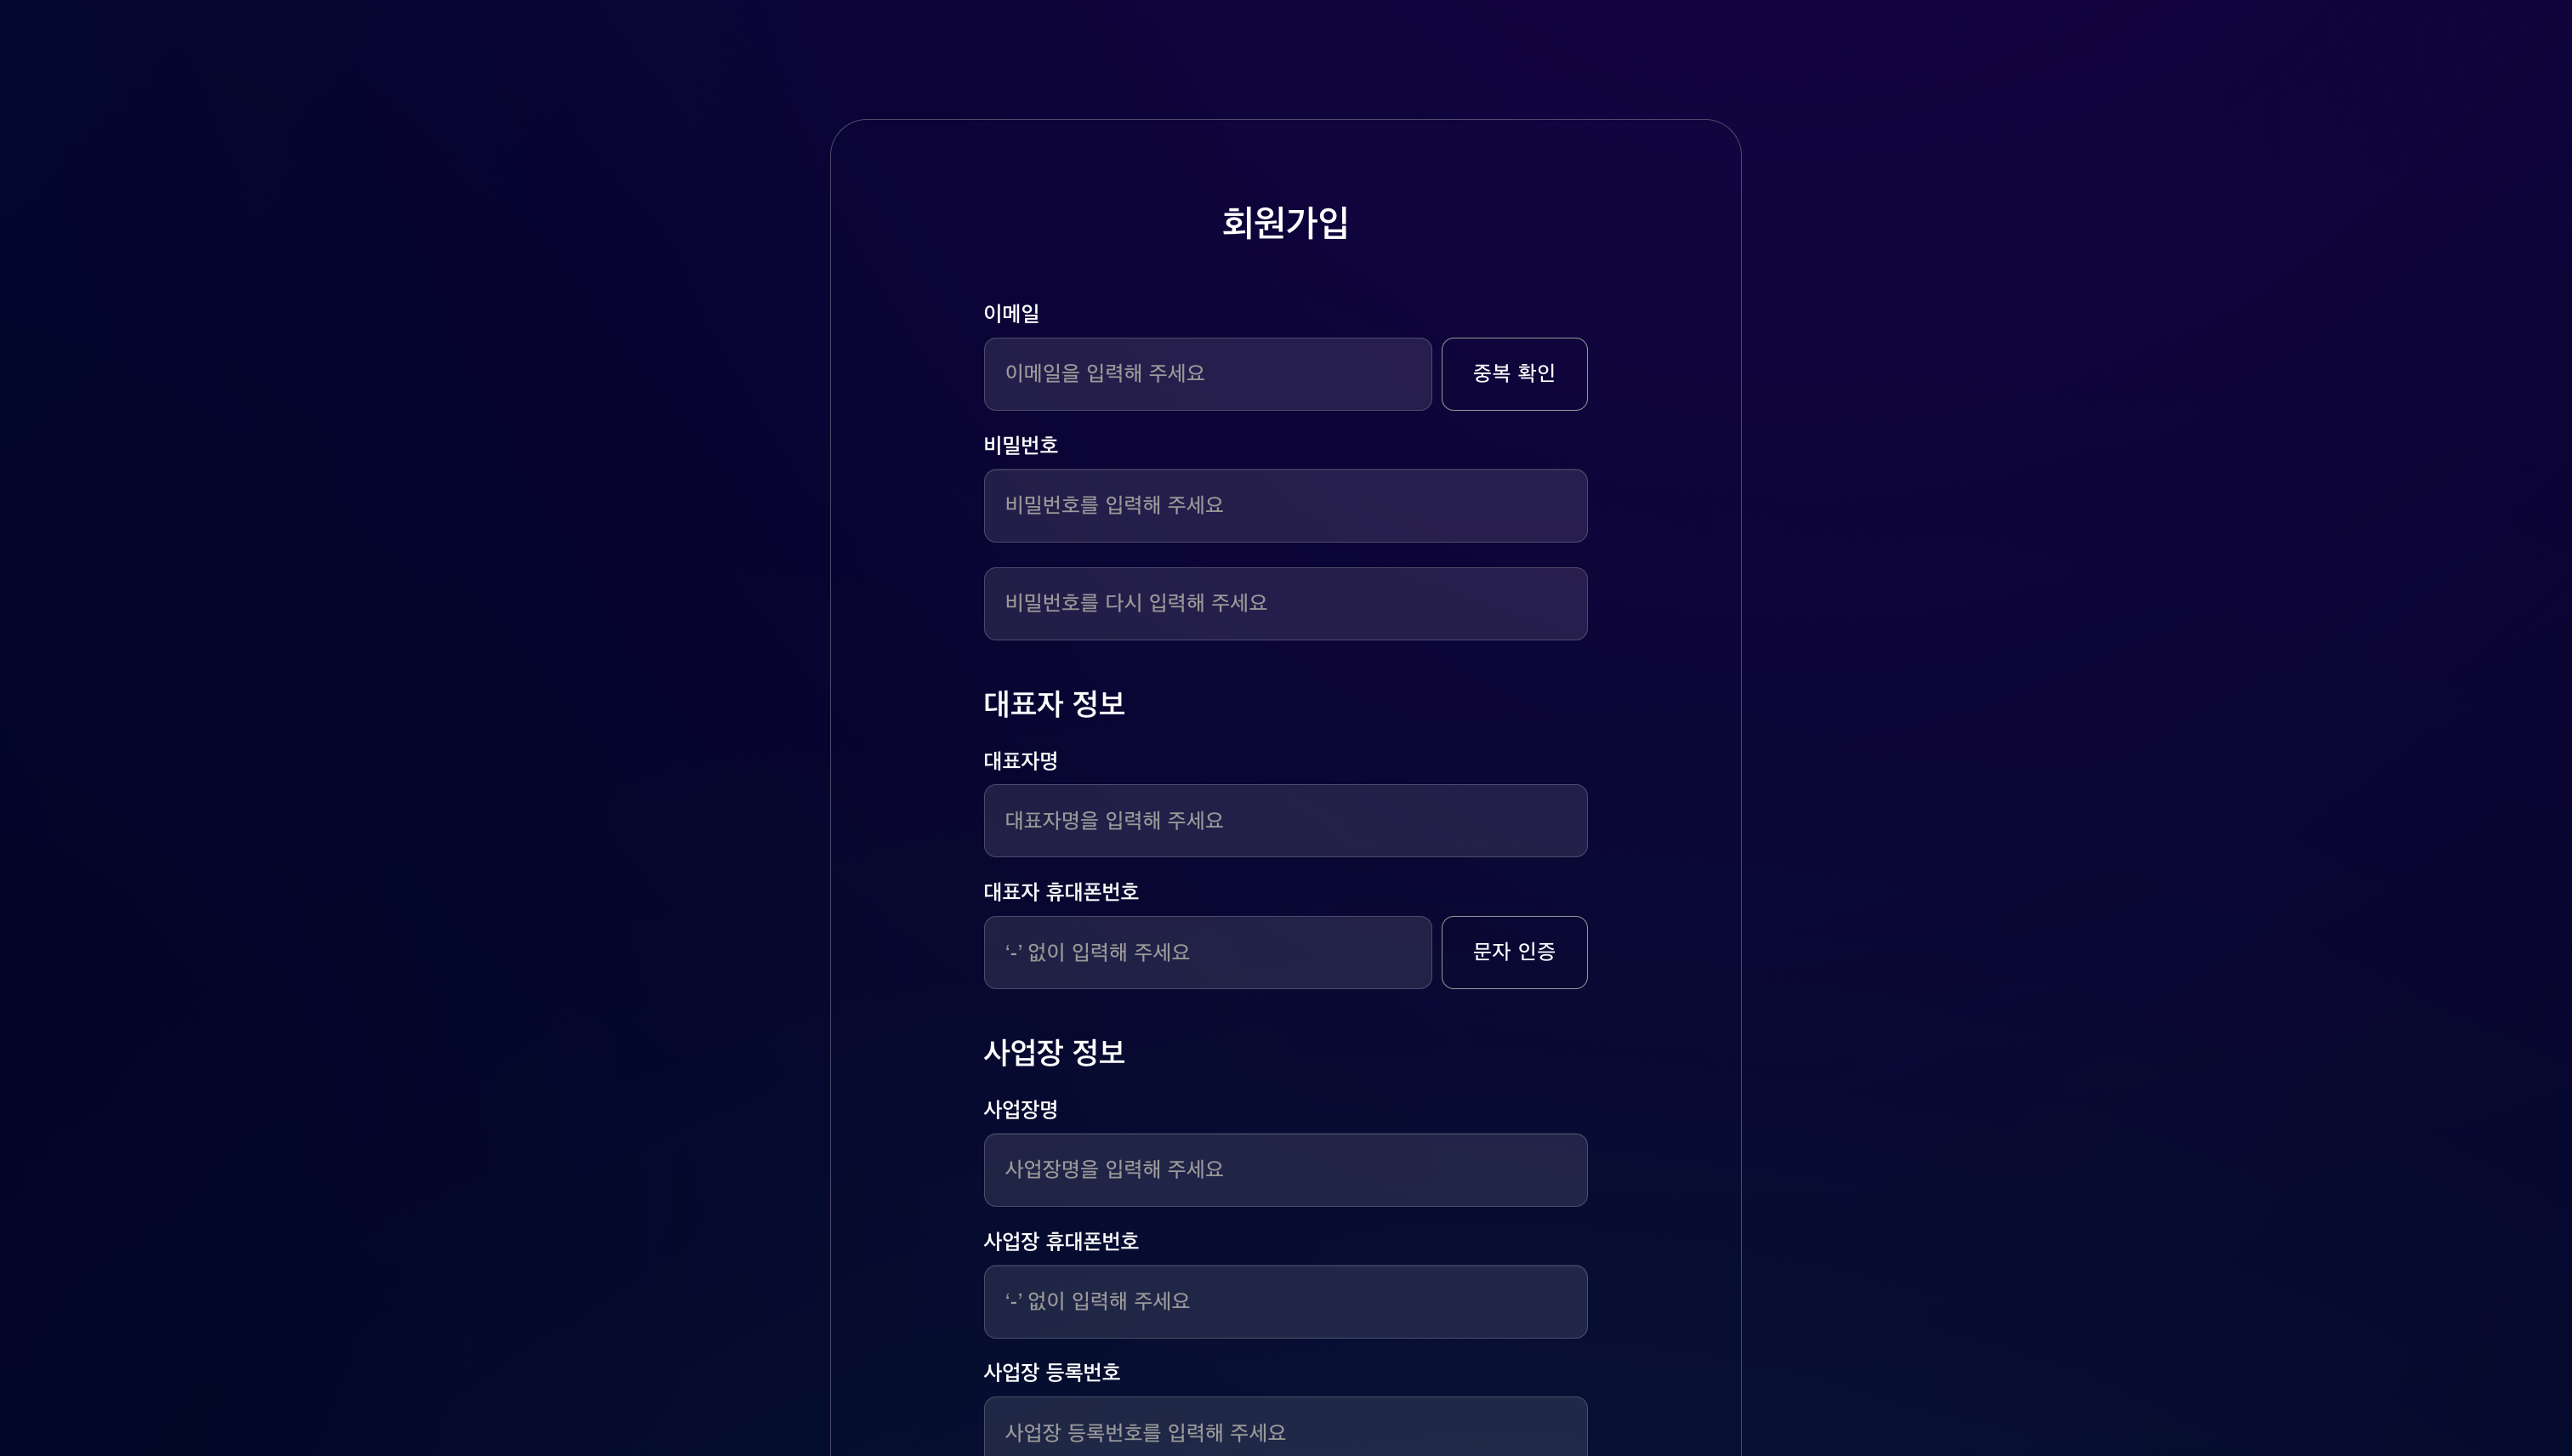 회원가입
이메일
이메일을 입력해 주세요
중복 확인
비밀번호
비밀번호를 입력해 주세요
비밀번호를 다시 입력해 주세요
대표자 정보
대표자명
대표자명을 입력해 주세요
대표자 휴대폰번호
‘-’ 없이 입력해 주세요
문자 인증
사업장 정보
사업장명
사업장명을 입력해 주세요
사업장 휴대폰번호
‘-’ 없이 입력해 주세요
사업장 등록번호
사업장 등록번호를 입력해 주세요